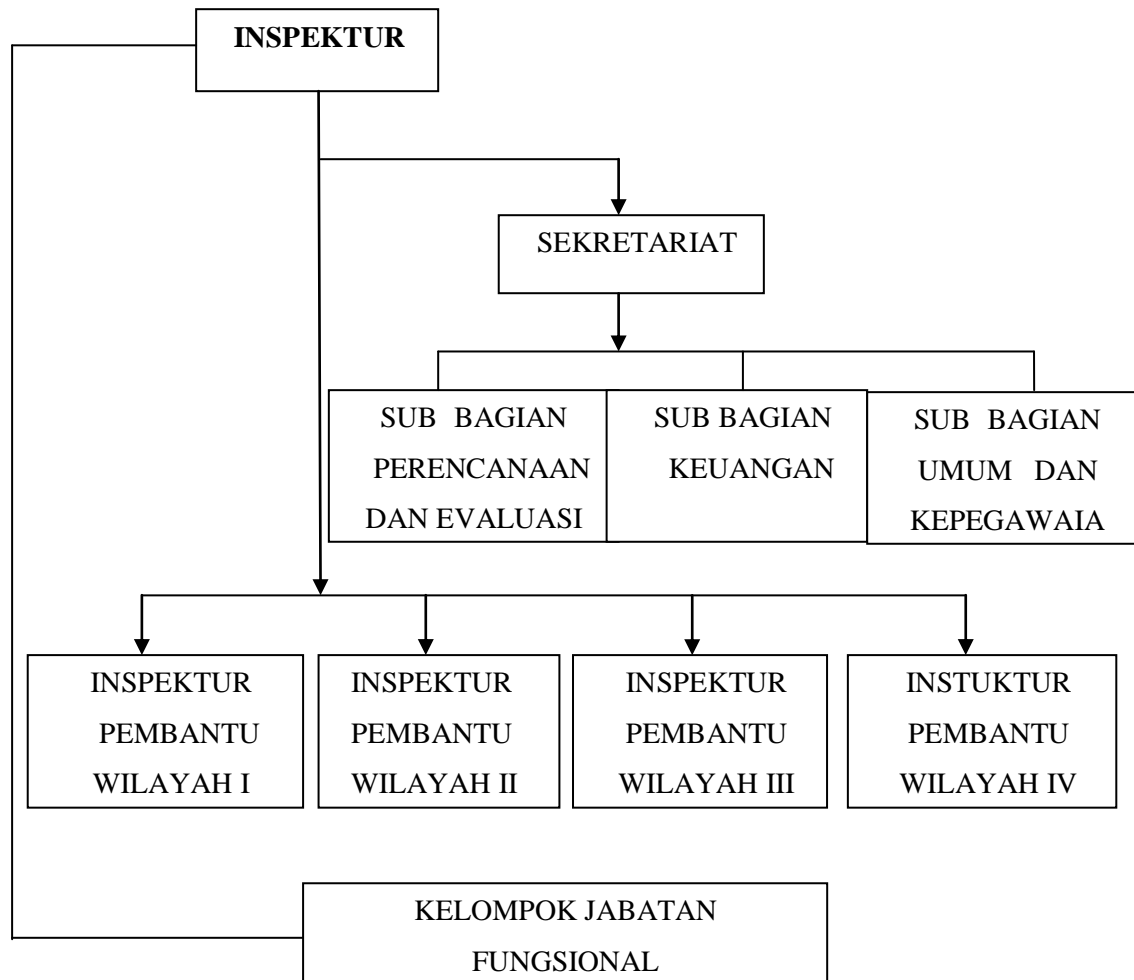 INSPEKTUR
SEKRETARIAT
SUB BAGIAN
PERENCANAAN
DAN EVALUASI
SUB BAGIAN
KEUANGAN
SUB BAGIAN
UMUM DAN
KEPEGAWAIA
INSPEKTUR
PEMBANTU
WILAYAH I
INSPEKTUR
PEMBANTU
WILAYAH II
INSPEKTUR
PEMBANTU
WILAYAH III
INSTUKTUR
PEMBANTU
WILAYAH IV
KELOMPOK JABATAN
FUNGSIONAL